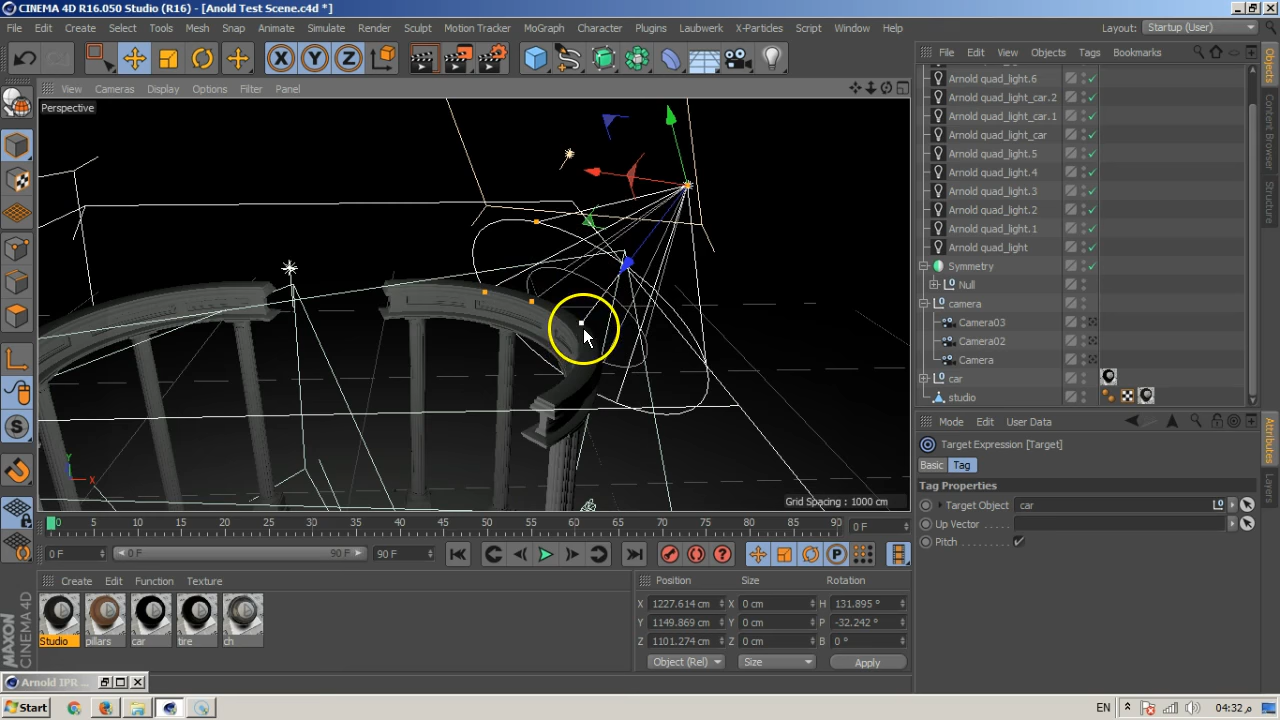 CINEMA 4D R16.050 Studio (R16) - [Anold Test Scene.c4d *]
File Edit Create Select Tools Mesh Snap Animate Simulate Render Sculpt Motion Tracker MoGraph Character Plugins Laubwerk X-Particles Script Window Help Layout: Startup (User)
X Y Z
File Edit View Objects Tags Bookmarks
Objects
Content Browser
Structure
View Cameras Display Options Filter Panel
Perspective
Arnold quad_light.6
Arnold quad_light_car.2
Arnold quad_light_car.1
Arnold quad_light_car
Arnold quad_light.5
Arnold quad_light.4
Arnold quad_light.3
Arnold quad_light.2
Arnold quad_light.1
Arnold quad_light
Symmetry
Null
camera
Camera03
Camera02
Camera
car
studio
Y
X
Grid Spacing : 1000 cm
Mode Edit User Data
Attributes
Layers
Target Expression [Target]
Basic Tag
Tag Properties
Target Object car
Up Vector
Pitch
0 5 10 15 20 25 30 35 40 45 50 55 60 65 70 75 80 85 90 0 F
0 F 0 F 90 F 90 F
Create Edit Function Texture
Studio pillars car tire ch
Position Size Rotation
X 1227.614 cm X 0 cm H 131.895 °
Y 1149.869 cm Y 0 cm P -32.242 °
Z 1101.274 cm Z 0 cm B 0 °
Object (Rel) Size Apply
MAXON
CINEMA 4D
Arnold IPR
Start EN 04:32 م